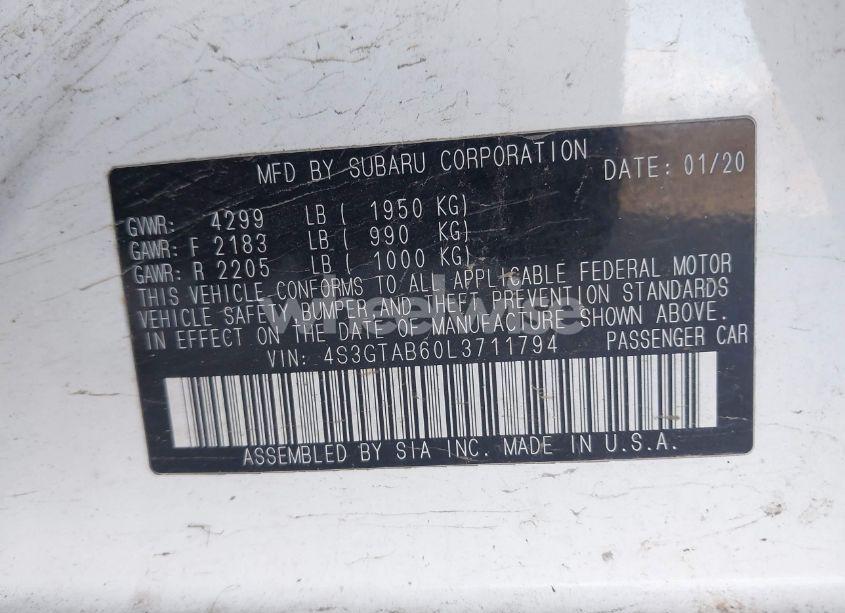 MFD BY SUBARU CORPORATION DATE: 01/20
GVWR: 4299 LB ( 1950 KG)
GAWR: F 2183 LB ( 990 KG)
GAWR: R 2205 LB ( 1000 KG)
THIS VEHICLE CONFORMS TO ALL APPLICABLE FEDERAL MOTOR
VEHICLE SAFETY, BUMPER AND THEFT PREVENTION STANDARDS
IN EFFECT ON THE DATE OF MANUFACTURE SHOWN ABOVE.
VIN: 4S3GTAB60L3711794 PASSENGER CAR
ASSEMBLED BY SIA INC. MADE IN U.S.A.
wheelwise